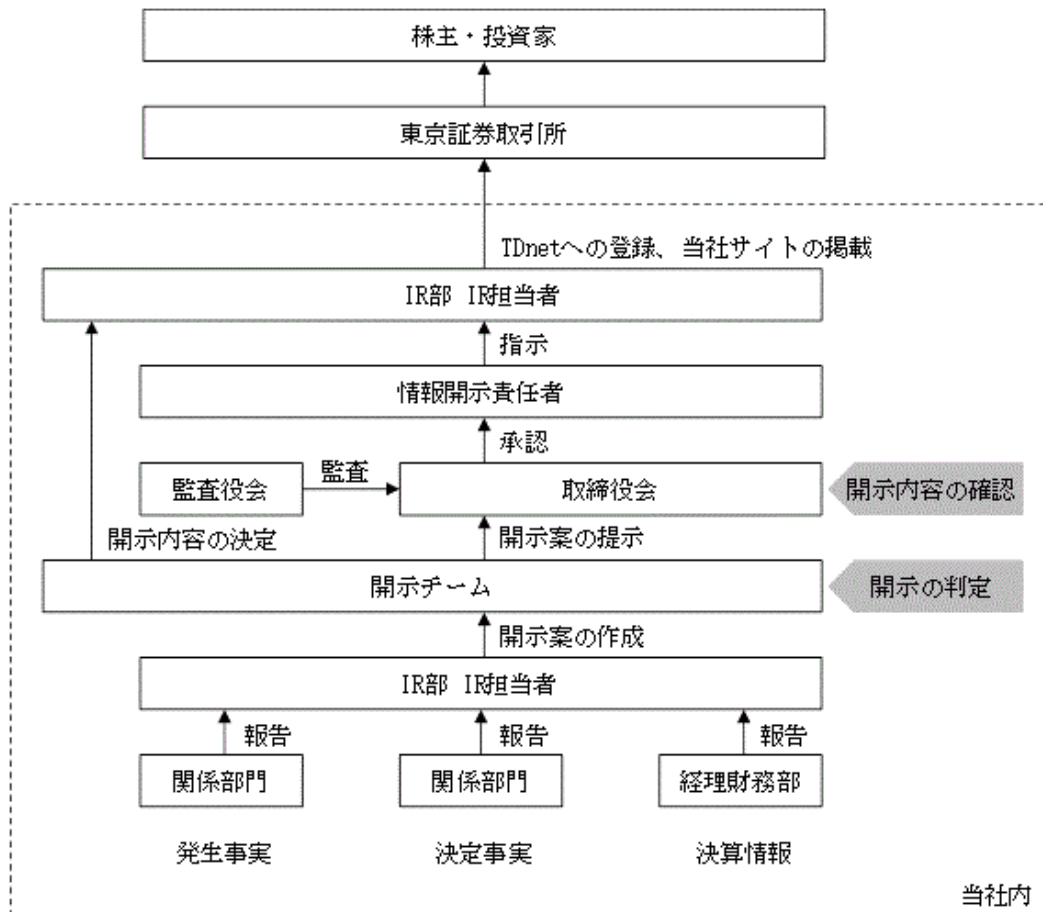 株主・投資家
東京証券取引所
TDnetへの登録、当社サイトの掲載
IR部 IR担当者
指示
情報開示責任者
承認
監査役会
監査
取締役会
開示内容の確認
開示内容の決定
開示案の提示
開示チーム
開示の判定
開示案の作成
IR部 IR担当者
報告
報告
報告
関係部門
関係部門
経理財務部
発生事実
決定事実
決算情報
当社内